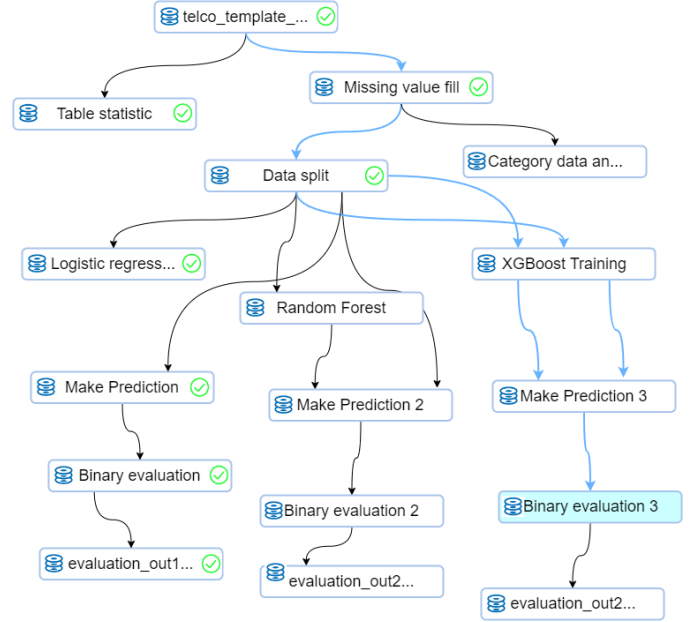 telco_template_...
Missing value fill
Table statistic
Category data an...
Data split
Logistic regress...
XGBoost Training
Random Forest
Make Prediction
Make Prediction 2
Make Prediction 3
Binary evaluation
Binary evaluation 2
Binary evaluation 3
evaluation_out1...
evaluation_out2...
evaluation_out2...